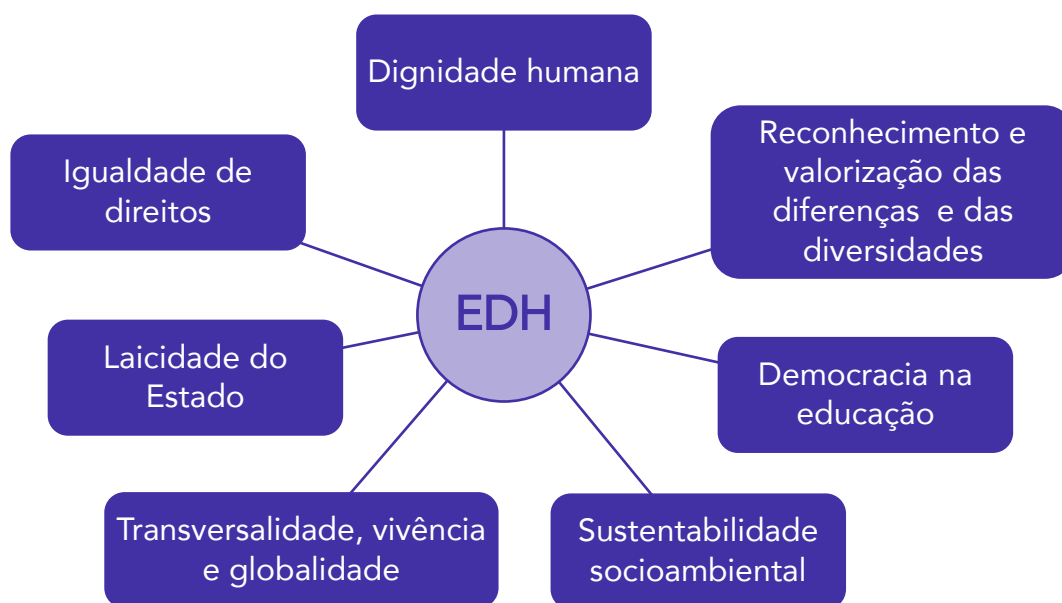 Dignidade humana
Reconhecimento e
valorização das
diferenças e das
diversidades
Igualdade de
direitos
EDH
Laicidade do
Estado
Democracia na
educação
Transversalidade, vivência
e globalidade
Sustentabilidade
socioambiental